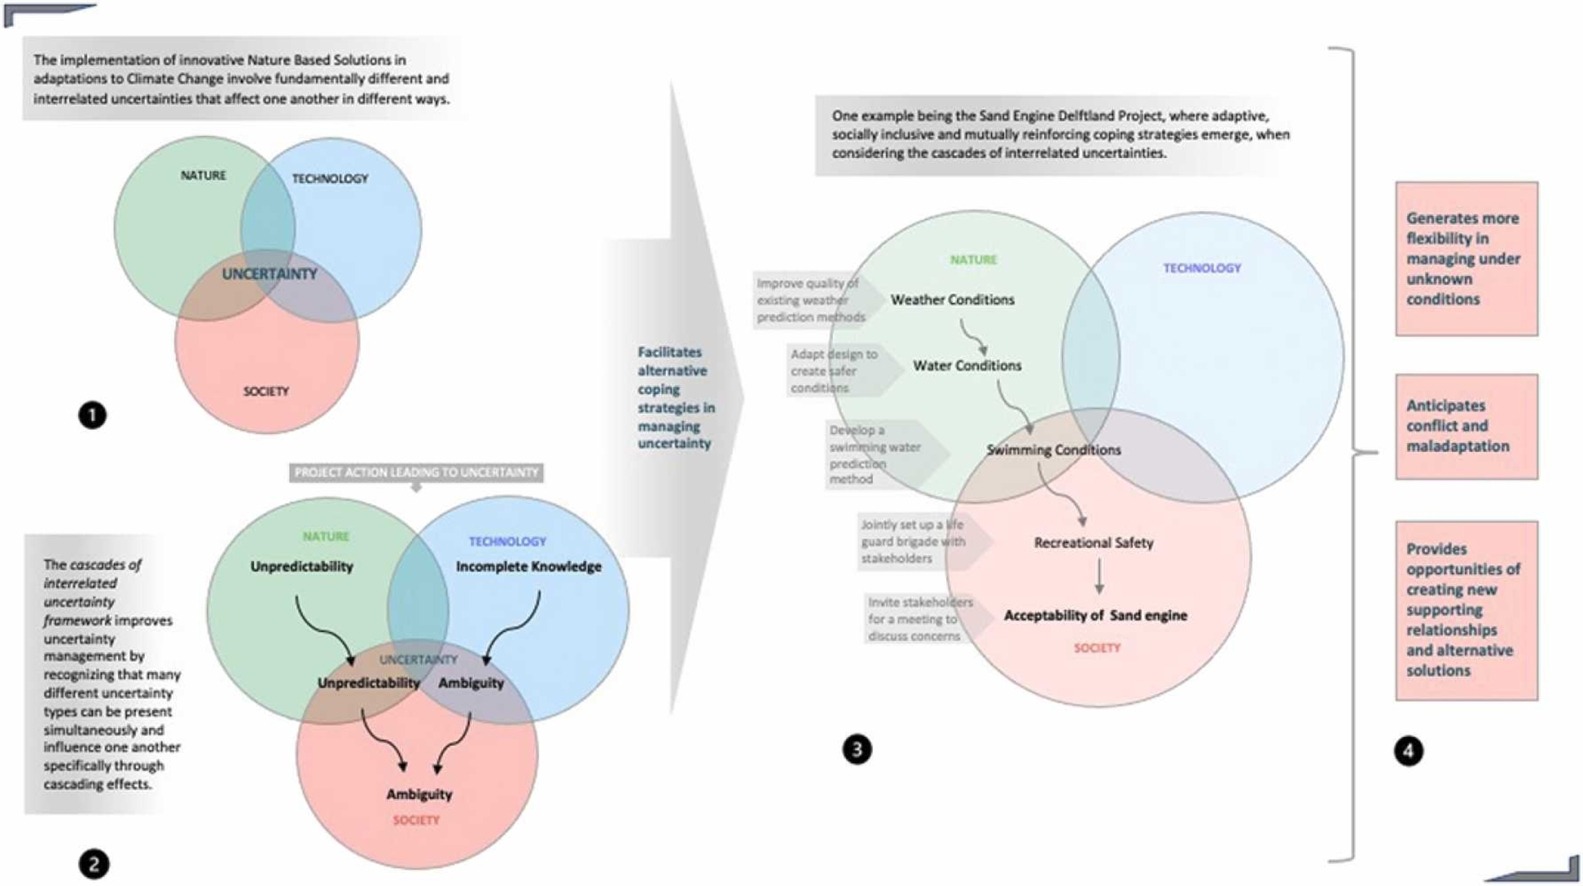 The implementation of innovative Nature Based Solutions in
adaptations to Climate Change involve fundamentally different and
interrelated uncertainties that affect one another in different ways.
NATURE
TECHNOLOGY
UNCERTAINTY
SOCIETY
1
PROJECT ACTION LEADING TO UNCERTAINTY
The cascades of
interrelated
uncertainty
framework improves
uncertainty
management by
recognizing that many
different uncertainty
types can be present
simultaneously and
influence one another
specifically through
cascading effects.
NATURE
Unpredictability
TECHNOLOGY
Incomplete Knowledge
UNCERTAINTY
Unpredictability
Ambiguity
Ambiguity
SOCIETY
2
Facilitates
alternative
coping
strategies in
managing
uncertainty
One example being the Sand Engine Delftland Project, where adaptive,
socially inclusive and mutually reinforcing coping strategies emerge, when
considering the cascades of interrelated uncertainties.
NATURE
TECHNOLOGY
Improve quality of
existing weather
prediction methods
Weather Conditions
Adapt design to
create safer
conditions
Water Conditions
Develop a
swimming water
prediction
method
Swimming Conditions
Jointly set up a life
guard brigade with
stakeholders
Recreational Safety
Invite stakeholders
for a meeting to
discuss concerns
Acceptability of Sand engine
SOCIETY
3
Generates more
flexibility in
managing under
unknown
conditions
Anticipates
conflict and
maladaptation
Provides
opportunities of
creating new
supporting
relationships
and alternative
solutions
4